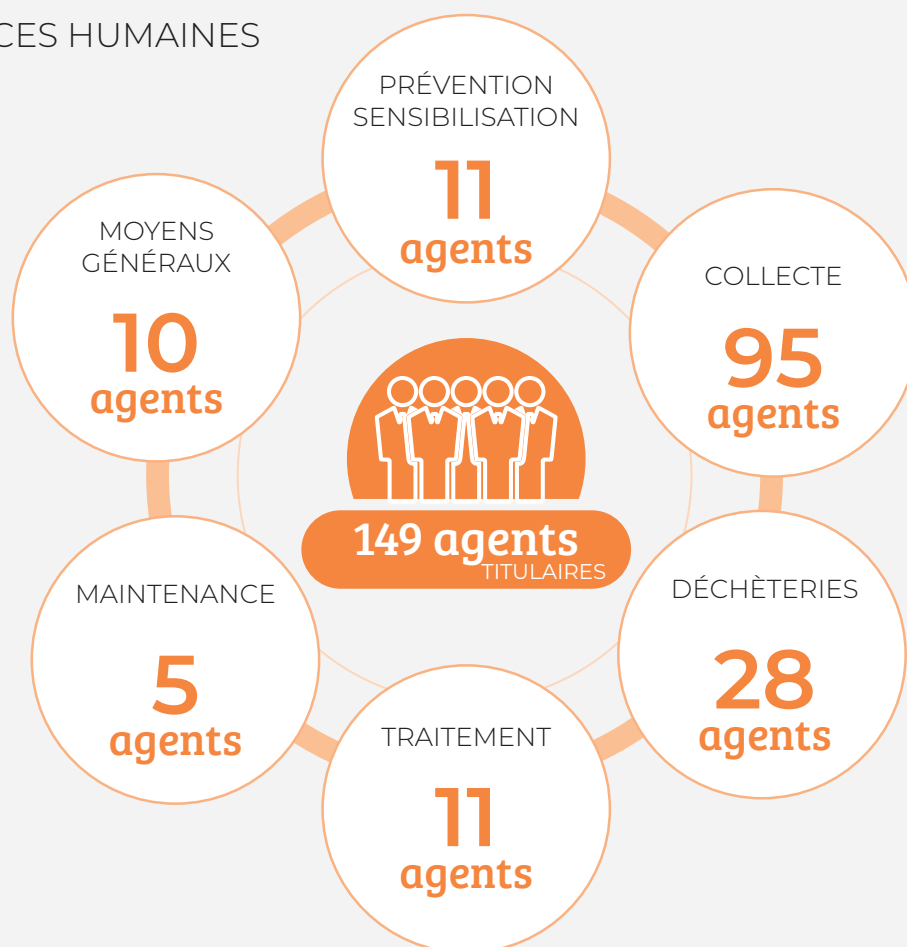 CES HUMAINES
PRÉVENTION
SENSIBILISATION
11
agents
MOYENS
GÉNÉRAUX
10
agents
COLLECTE
95
agents
149 agents
TITULAIRES
MAINTENANCE
5
agents
DÉCHÈTERIES
28
agents
TRAITEMENT
11
agents